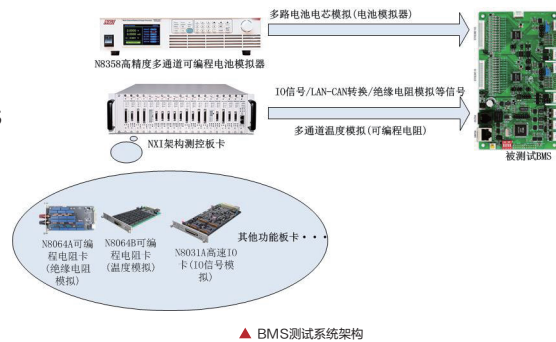 多路电池电芯模拟(电池模拟器)
N8358高精度多通道可编程电池模拟器
IO信号/LAN-CAN转换/绝缘电阻模拟等信号
多通道温度模拟(可编程电阻)
NXI架构测控板卡
被测试BMS
N8064A可编
程电阻卡
(绝缘电阻
模拟)
N8064B可编
程电阻卡
(温度模拟)
N8031A高速IO
卡(IO信号模
拟)
其他功能板卡···
▲ BMS测试系统架构